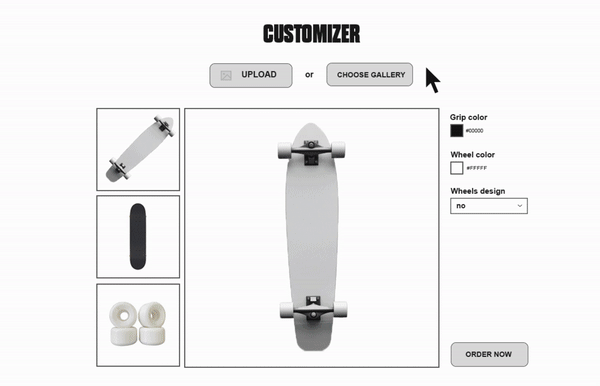 CUSTOMIZER
UPLOAD or CHOOSE GALLERY
Grip color
#00000
Wheel color
#FFFFF
Wheels design
no
ORDER NOW